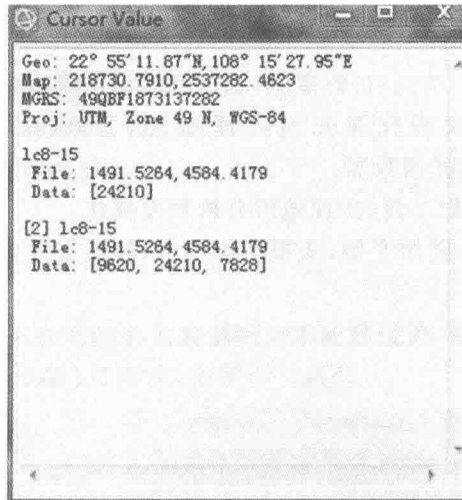 Cursor Value
Geo: 22° 55'11.87"N,108° 15'27.95"E
Map: 218730.7910,2537282.4623
MGRS: 49QBF1873137282
Proj: UTM, Zone 49 N, WGS-84
lc8-15
File: 1491.5264,4584.4179
Data: [24210]
[2] lc8-15
File: 1491.5264,4584.4179
Data: [9620, 24210, 7828]